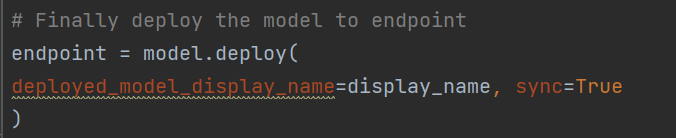 # Finally deploy the model to endpoint
endpoint = model.deploy(
deployed_model_display_name=display_name, sync=True
)